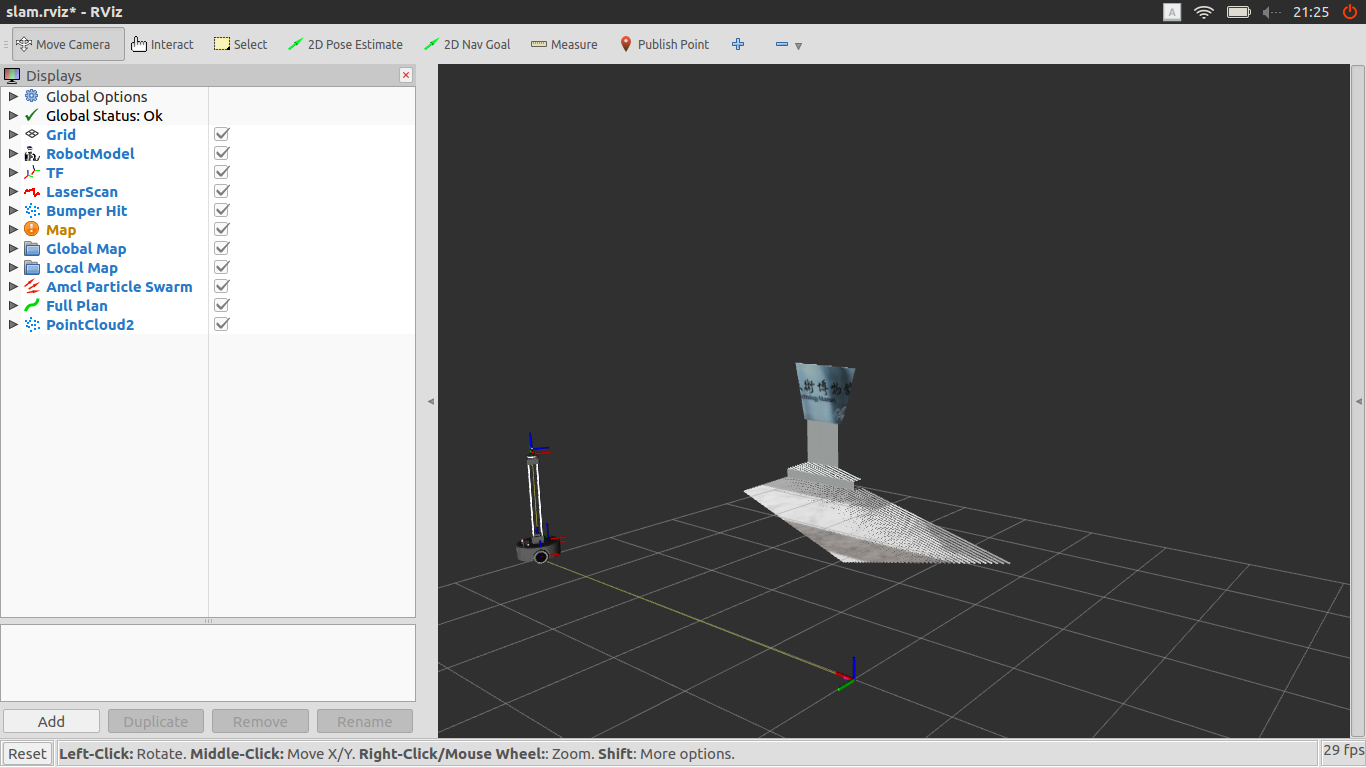 slam.rviz* - RViz
A
21:25
Move Camera
Interact
Select
2D Pose Estimate
2D Nav Goal
Measure
Publish Point
Displays
Global Options
Global Status: Ok
Grid
RobotModel
TF
LaserScan
Bumper Hit
Map
Global Map
Local Map
Amcl Particle Swarm
Full Plan
PointCloud2
術博物
Add
Duplicate
Remove
Rename
Reset
Left-Click: Rotate. Middle-Click: Move X/Y. Right-Click/Mouse Wheel:: Zoom. Shift: More options.
29 fps